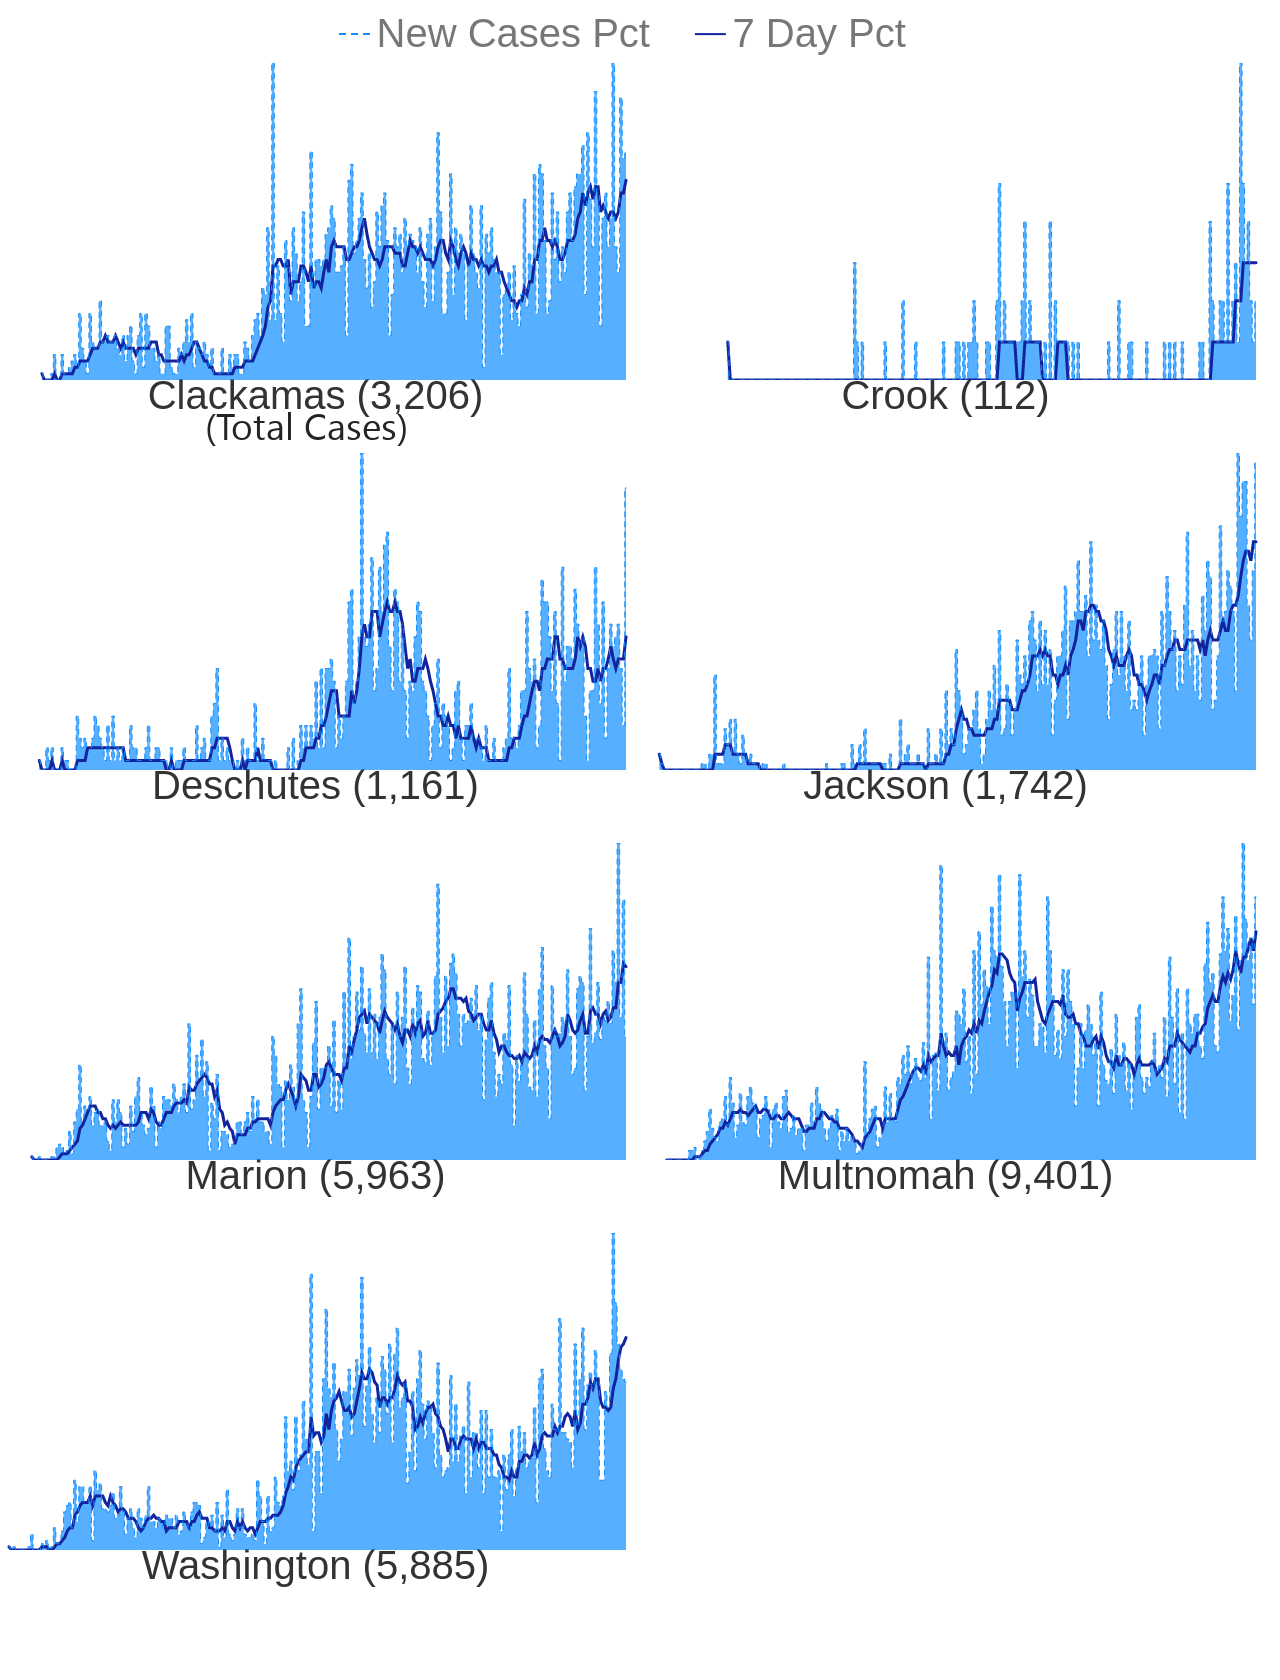 New Cases Pct 7 Day Pct
Clackamas (3,206) Crook (112)
(Total Cases)
Deschutes (1,161) Jackson (1,742)
Marion (5,963) Multnomah (9,401)
Washington (5,885)